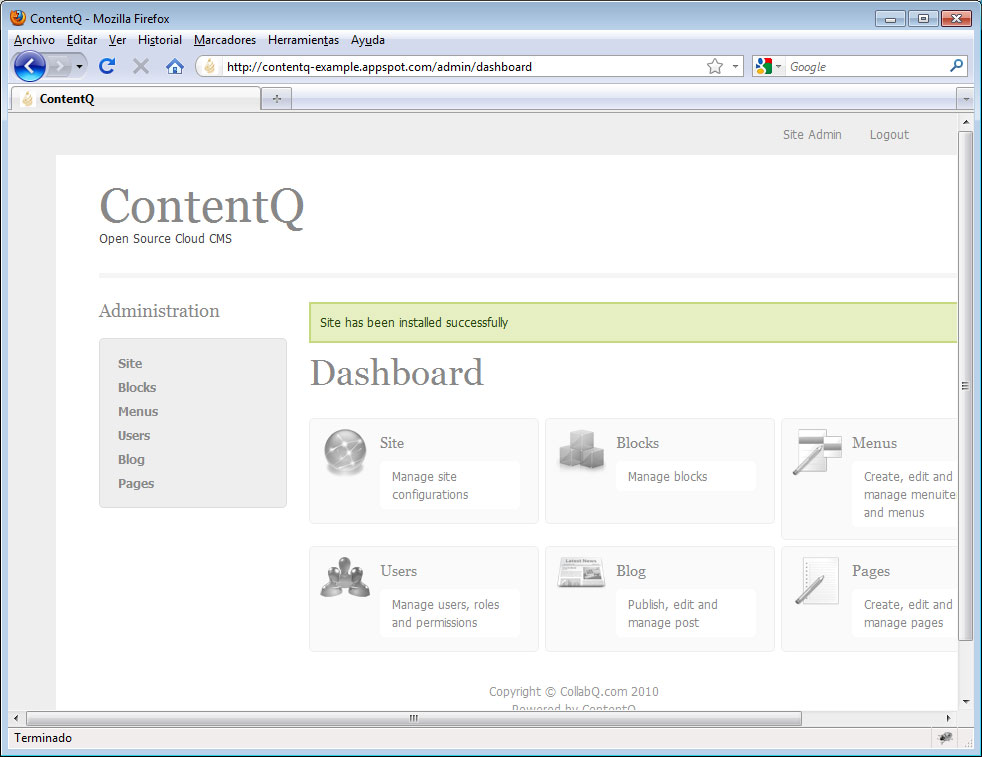 ContentQ - Mozilla Firefox
Archivo Editar Ver Historial Marcadores Herramientas Ayuda
http://contentq-example.appspot.com/admin/dashboard
Google
ContentQ
Site Admin Logout
ContentQ
Open Source Cloud CMS
Administration
Site
Blocks
Menus
Users
Blog
Pages
Site has been installed successfully
Dashboard
Site
Manage site
configurations
Blocks
Manage blocks
Menus
Create, edit and
manage menuite
and menus
Users
Manage users, roles
and permissions
Latest News
Blog
Publish, edit and
manage post
Pages
Create, edit and
manage pages
Copyright © CollabQ.com 2010
Powered by ContentQ
Terminado